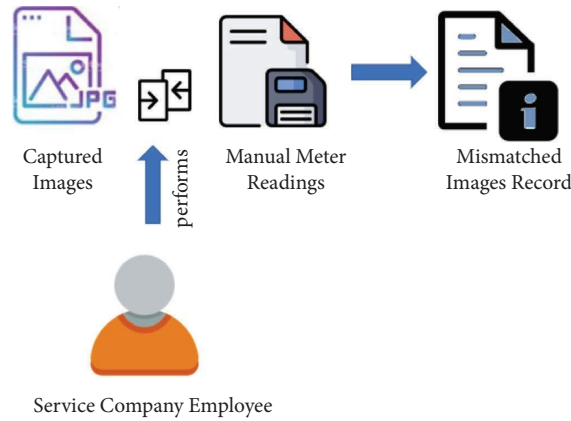 JPG
Captured
Images
performs
Manual Meter
Readings
Mismatched
Images Record
i
Service Company Employee